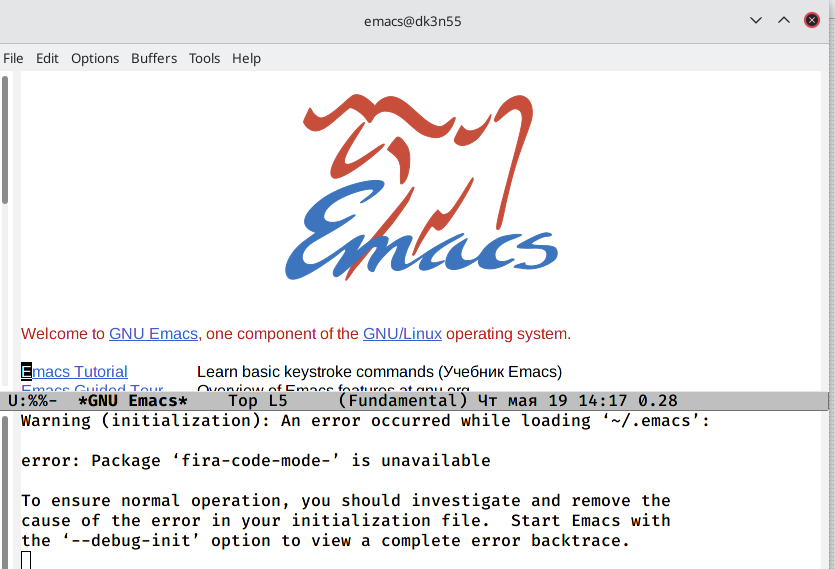 emacs@dk3n55
File Edit Options Buffers Tools Help
Emacs
Welcome to GNU Emacs, one component of the GNU/Linux operating system.
Emacs Tutorial Learn basic keystroke commands (Учебник Emacs)
Emacs Guided Tour Overview of Emacs features at gnu.org
U:%%- *GNU Emacs* Top L5 (Fundamental) Чт мая 19 14:17 0.28
Warning (initialization): An error occurred while loading ‘~/.emacs’:
error: Package ‘fira-code-mode-’ is unavailable
To ensure normal operation, you should investigate and remove the
cause of the error in your initialization file.  Start Emacs with
the ‘--debug-init’ option to view a complete error backtrace.